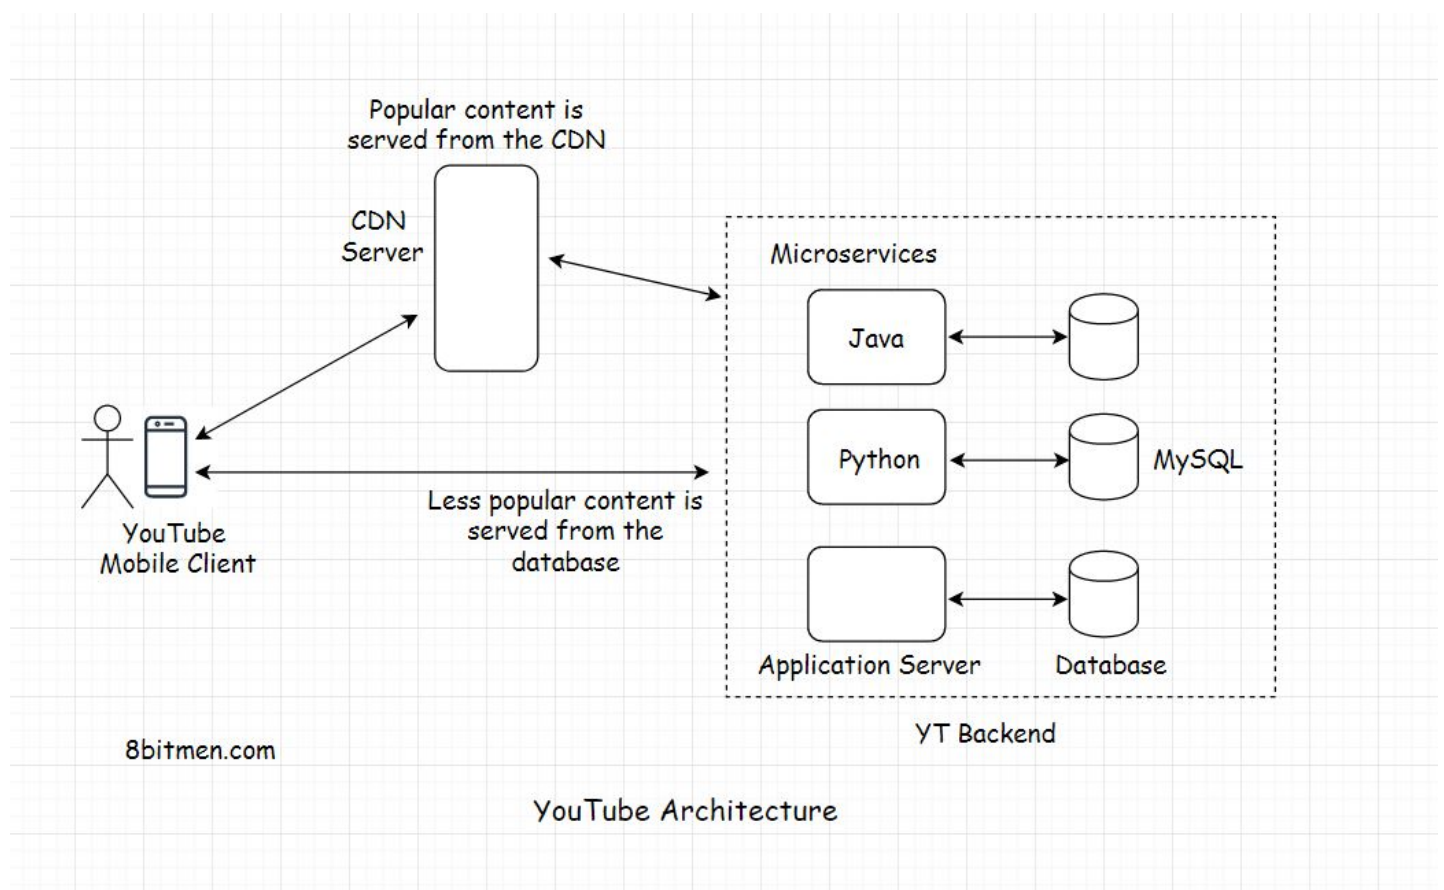 Popular content is
served from the CDN
CDN
Server
Microservices
Java
Python
MySQL
Less popular content is
served from the
database
YouTube
Mobile Client
Application Server
Database
YT Backend
8bitmen.com
YouTube Architecture